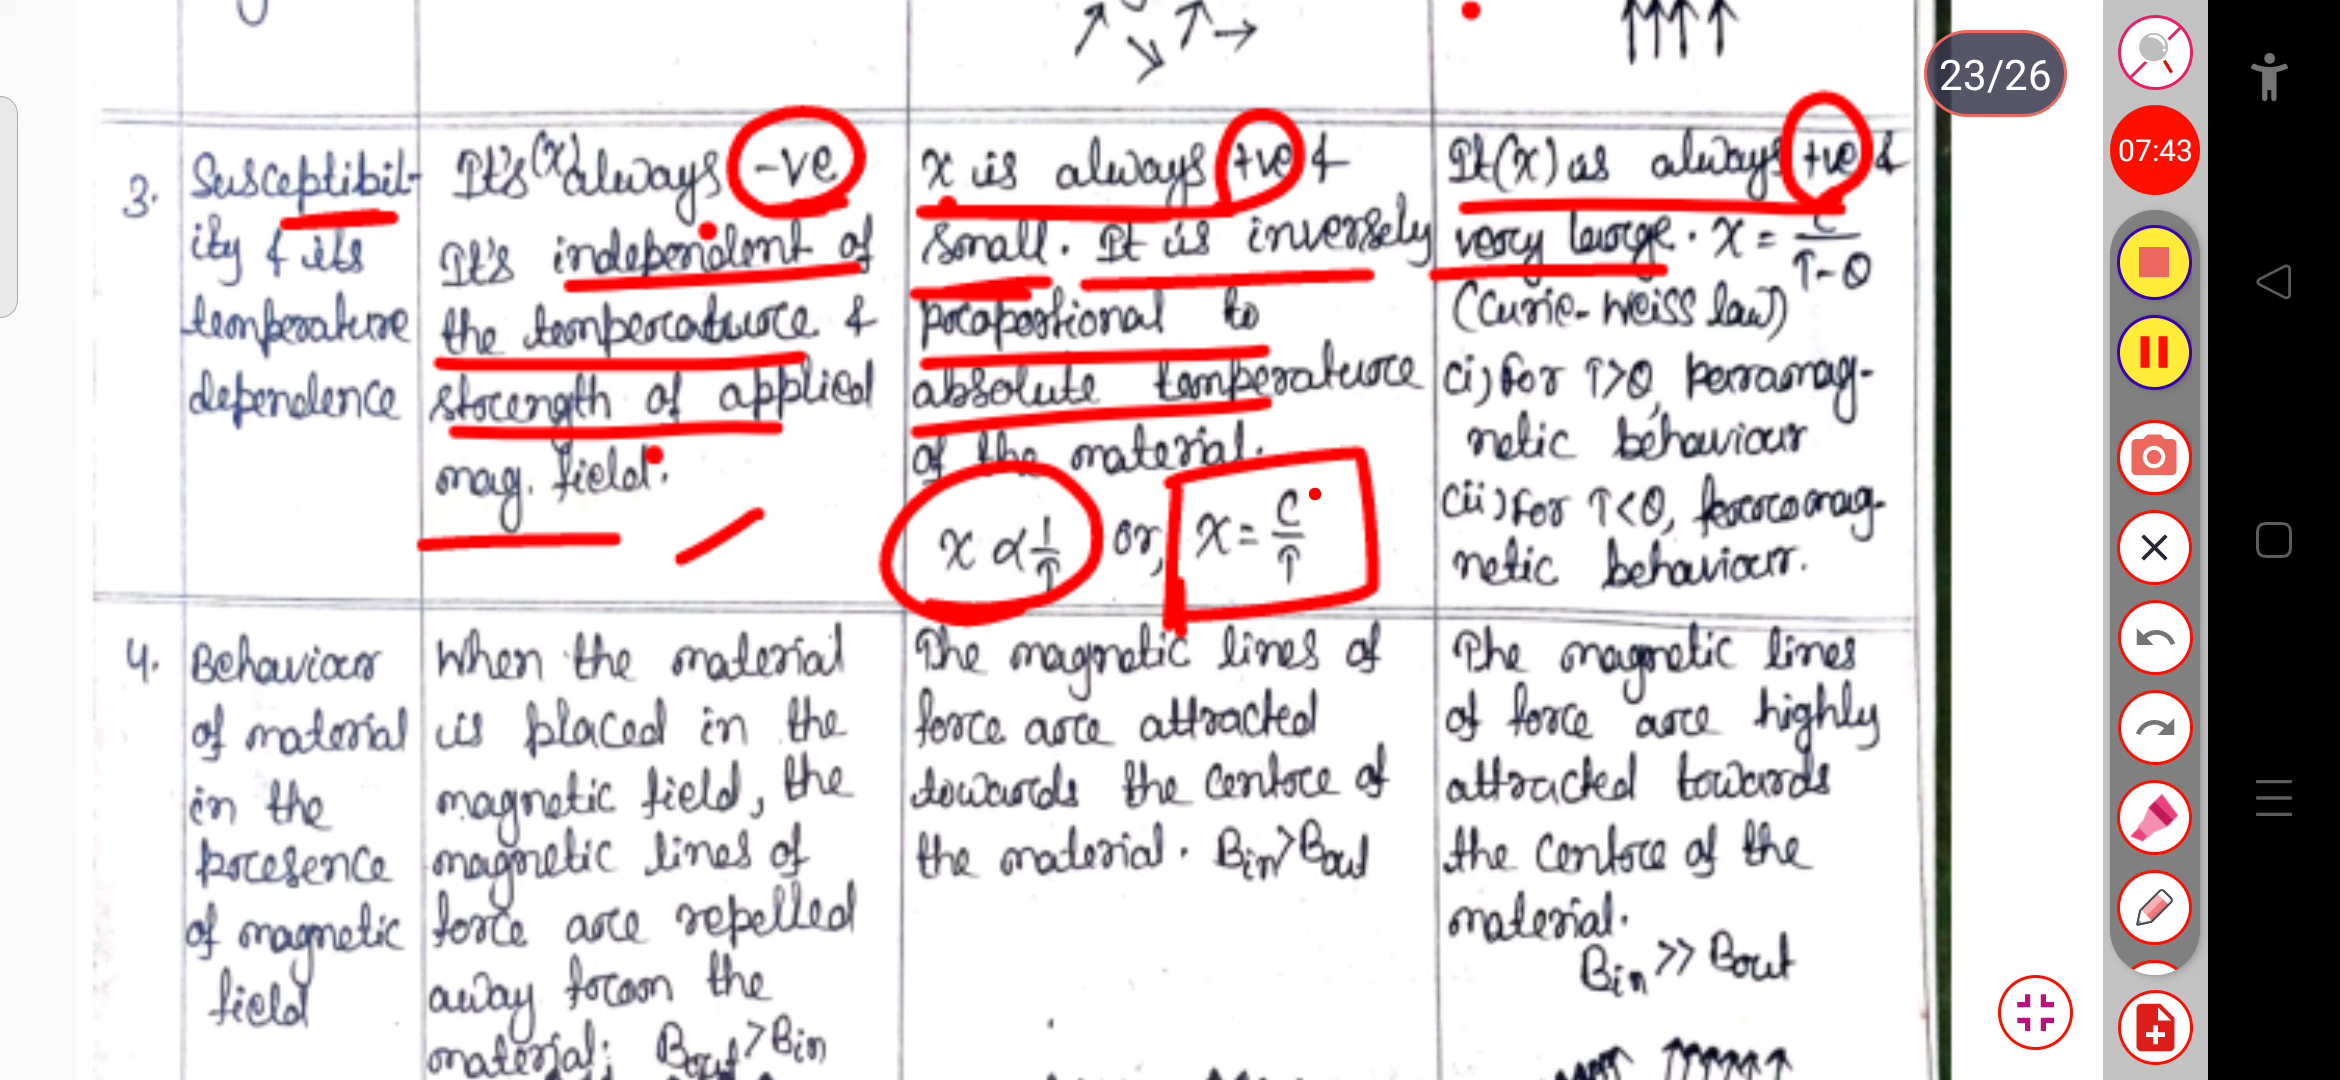 23/26
07:43
3.
Susceptibil-
ity & its
temperature
dependence
It's (χ) always -ve
It's independent of
the temperature &
strength of applied
mag. field.
χ is always +ve &
small. It is inversely
proportional to
absolute temperature
of the material.
χ ∝ 1/T or, χ = C/T
It (χ) is always +ve &
very large. χ = C/T-θ
(Curie-Weiss law)
(i) for T>θ, paramag-
netic behaviour
(ii) for T<θ, ferromag-
netic behaviour.
4.
Behaviour
of material
in the
presence
of magnetic
field
When the material
is placed in the
magnetic field, the
magnetic lines of
force are repelled
away from the
material; Bout > Bin
The magnetic lines of
force are attracted
towards the centre of
the material. Bin > Bout
The magnetic lines
of force are highly
attracted towards
the centre of the
material.
Bin >> Bout